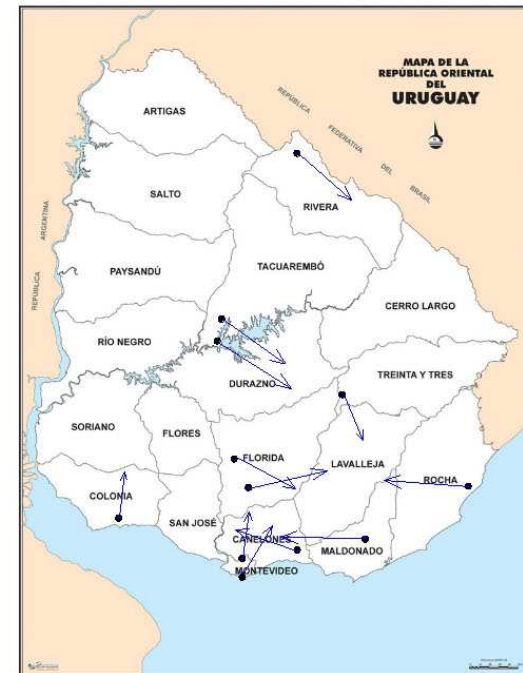 MAPA DE LA
REPÚBLICA ORIENTAL
DEL
URUGUAY
ARTIGAS
REPÚBLICA FEDERATIVA DEL BRASIL
SALTO
RIVERA
REPÚBLICA ARGENTINA
PAYSANDÚ
TACUAREMBÓ
CERRO LARGO
RÍO NEGRO
DURAZNO
TREINTA Y TRES
SORIANO
FLORES
FLORIDA
LAVALLEJA
ROCHA
COLONIA
SAN JOSÉ
CANELONES
MALDONADO
MONTEVIDEO